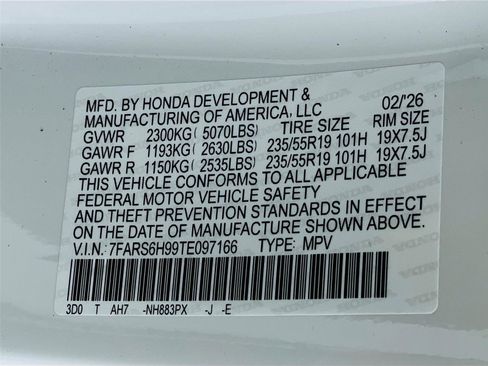 MFD. BY HONDA DEVELOPMENT &
MANUFACTURING OF AMERICA, LLC 02/'26
GVWR 2300KG(5070LBS) TIRE SIZE RIM SIZE
GAWR F 1193KG(2630LBS) 235/55R19 101H 19X7.5J
GAWR R 1150KG(2535LBS) 235/55R19 101H 19X7.5J
THIS VEHICLE CONFORMS TO ALL APPLICABLE
FEDERAL MOTOR VEHICLE SAFETY
AND THEFT PREVENTION STANDARDS IN EFFECT
ON THE DATE OF MANUFACTURE SHOWN ABOVE.
V.I.N.: 7FARS6H99TE097166 TYPE: MPV
3D0 T AH7 -NH883PX -J -E